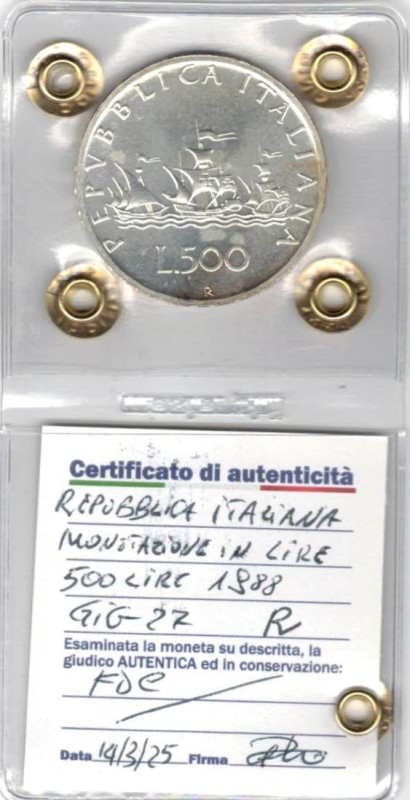 REPVBBLICA ITALIANA
L.500
R
Certificato di autenticità
REPUBBLICA ITALIANA
MONETAZIONE IN LIRE
500 LIRE 1988
GIG-27 R
Esaminata la moneta su descritta, la
giudico AUTENTICA ed in conservazione:
FDC
Data 14/3/25 Firma